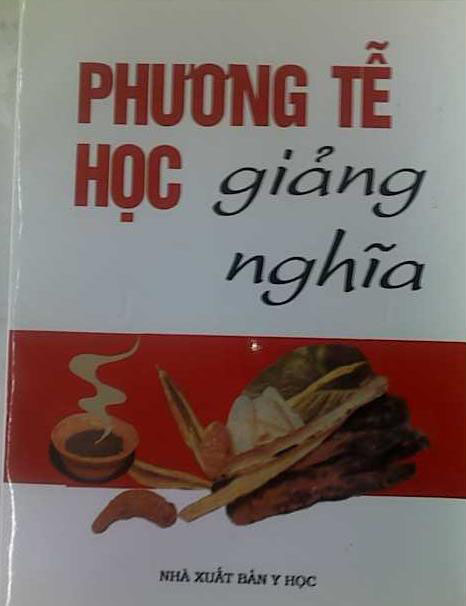 PHƯƠNG TỄ
HỌC giảng
nghĩa
NHÀ XUẤT BẢN Y HỌC